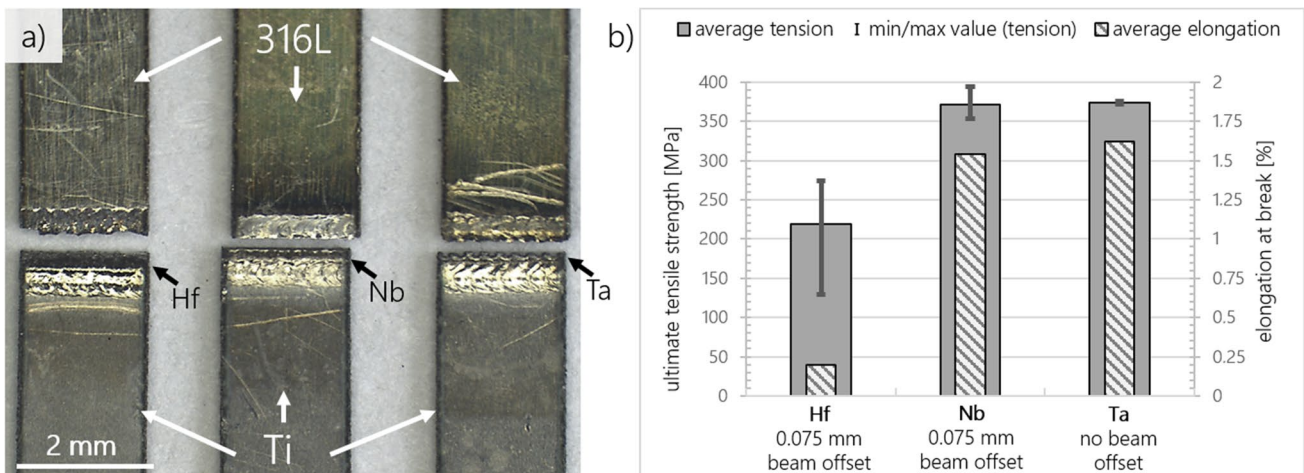 a)
316L
Hf
Nb
Ta
Ti
2 mm
b)
average tension
min/max value (tension)
average elongation
ultimate tensile strength [MPa]
400
350
300
250
200
150
100
50
0
2
1.75
1.5
1.25
1
0.75
0.5
0.25
0
elongation at break [%]
Hf
0.075 mm
beam offset
Nb
0.075 mm
beam offset
Ta
no beam
offset